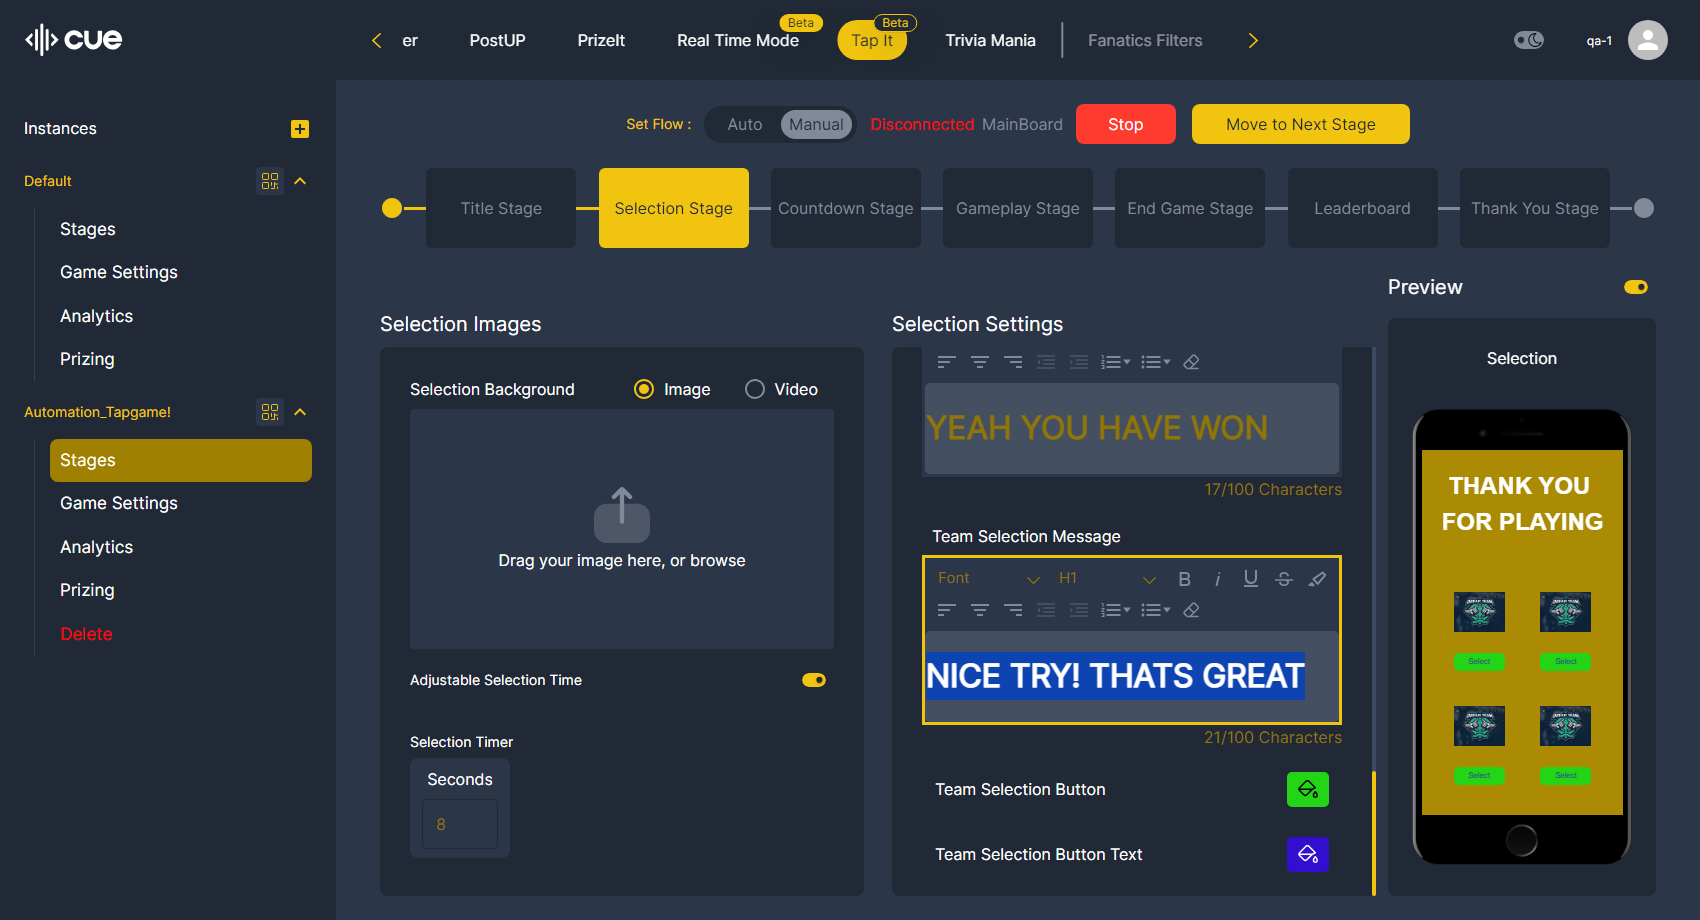 cue
er
PostUP
PrizeIt
Real Time Mode
Beta
Tap It
Beta
Trivia Mania
Fanatics Filters
qa-1
Instances
Default
Stages
Game Settings
Analytics
Prizing
Automation_Tapgame!
Stages
Game Settings
Analytics
Prizing
Delete
Set Flow :
Auto
Manual
Disconnected MainBoard
Stop
Move to Next Stage
Title Stage
Selection Stage
Countdown Stage
Gameplay Stage
End Game Stage
Leaderboard
Thank You Stage
Selection Images
Selection Background
Image
Video
Drag your image here, or browse
Adjustable Selection Time
Selection Timer
Seconds
8
Selection Settings
YEAH YOU HAVE WON
17/100 Characters
Team Selection Message
Font
H1
B
i
U
S
NICE TRY! THATS GREAT
21/100 Characters
Team Selection Button
Team Selection Button Text
Preview
Selection
THANK YOU
FOR PLAYING
Select
Select
Select
Select